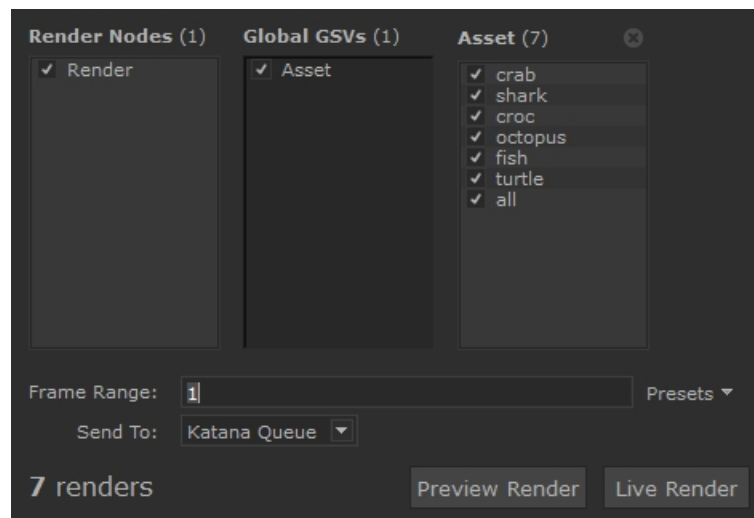 Render Nodes (1)
Global GSVs (1)
Asset (7)
Render
Asset
crab
shark
croc
octopus
fish
turtle
all
Frame Range: 1
Presets
Send To: Katana Queue
7 renders
Preview Render
Live Render